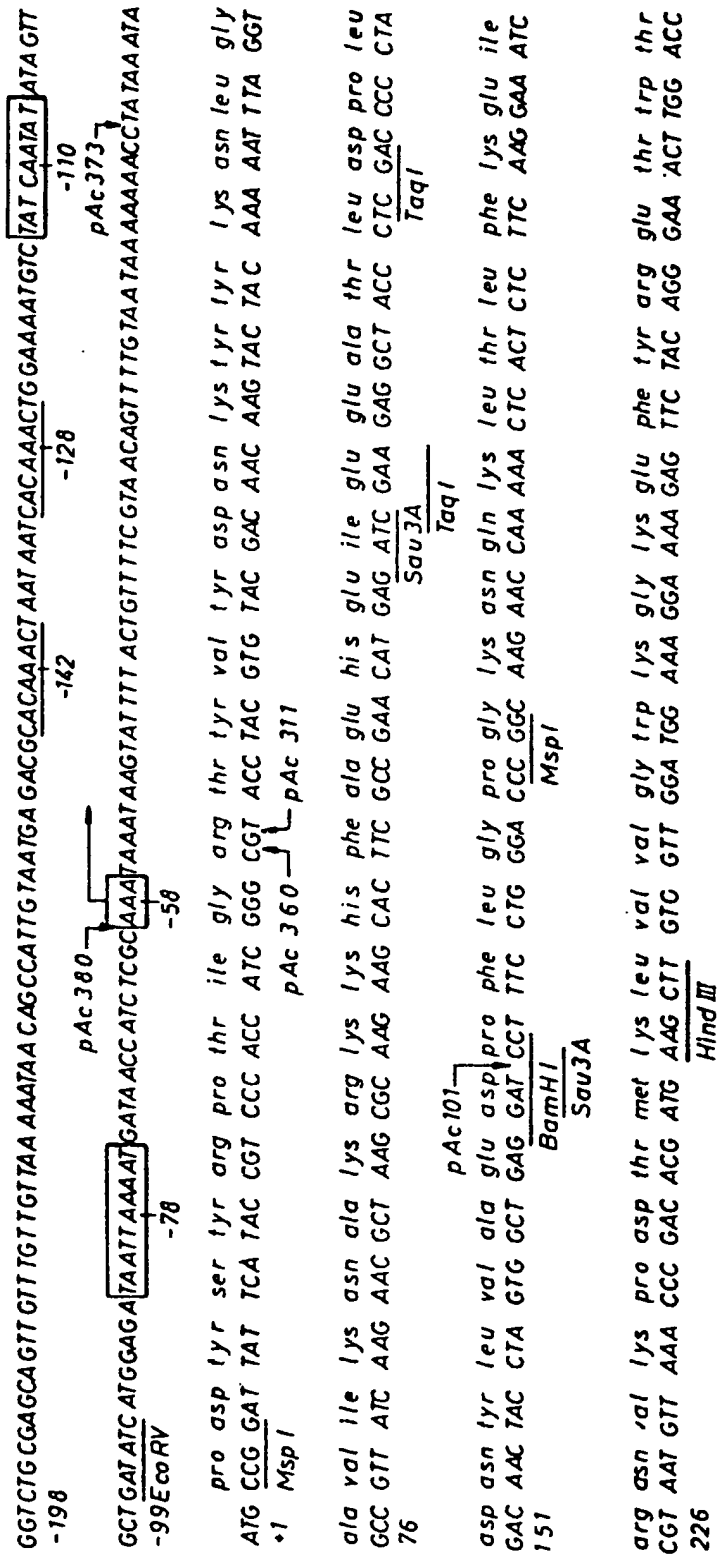 GGTCTGCGAGCAGTTGTTTGTTGTTAAAAATAACAGCCATTGTAATGAGACGCACAAACTAATATCACAAACTGGAAAATGTCTATCAATATATAGTT
-198 -142 -128 -110
pAc380 pAc373
GCTGATATCATGGAGATAATTAAAATGATAACCATCTCGCAAATAAATAAGTATTTTACTGTTTTCGTAACAGTTTTGTAATAAAAAAACCTATAAATA
-99 EcoRV -78 -58
pro asp tyr ser tyr arg pro thr ile gly arg thr tyr val tyr asp asn lys tyr tyr lys asn leu gly
ATG CCG GAT TAT TCA TAC CGT CCC ACC ATC GGG CGT ACC TAC GTG TAC GAC AAC AAG TAC TAC AAA AAT TTA GGT
+1 MspI pAc 360 pAc 311
ala val ile lys asn ala lys arg lys lys his phe ala glu his glu ile glu glu ala thr leu asp pro leu
GCC GTT ATC AAG AAC GCT AAG CGC AAG AAG CAC TTC GCC GAA CAT GAG ATC GAA GAG GCT ACC CTC GAC CCC CTA
76 Sau3A TaqI
TaqI
pAc101
asp asn tyr leu val ala glu asp pro phe leu gly pro gly lys asn gln lys leu thr leu phe lys glu ile
GAC AAC TAC CTA GTG GCT GAG GAT CCT TTC CTG GGA CCC GGC AAG AAC CAA AAA CTC ACT CTC TTC AAG GAA ATC
151 BamHI MspI
Sau3A
arg asn val lys pro asp thr met lys leu val val gly trp lys gly lys glu phe tyr arg glu thr trp thr
CGT AAT GTT AAA CCC GAC ACG ATG AAG CTT GTC GTT GGA TGG AAA GGA AAA GAG TTC TAC AGG GAA ACT TGG ACC
226 Hind III